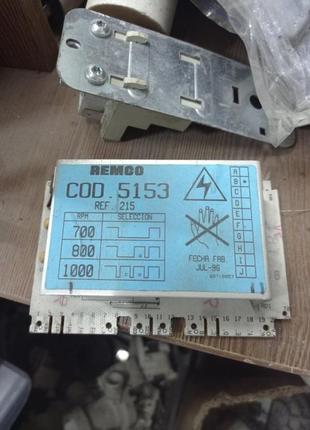 REMCO
COD. 5153
REF. 215
RPM SELECCION
700
800
1000
FECHA FAB.
JUL-96
A
B
C
D
E
F
G
H
I
J